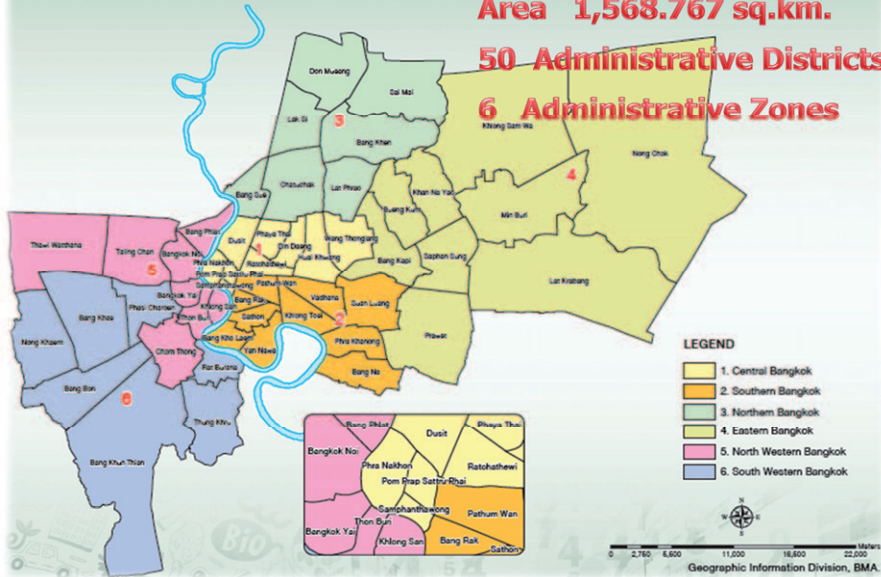 Area 1,568.767 sq.km.
50 Administrative Districts
6 Administrative Zones
Don Mueang
Sai Mai
Lak Si
3
Bang Khen
Khlong Sam Wa
Nong Chok
4
Chatuchak
Lat Phrao
Bang Sue
Khan Na Yao
Bueng Kum
Min Buri
Bang Phlat
Dusit
Phaya Thai
Din Daeng
Wang Thonglang
1
Huai Khwang
Thawi Watthana
Taling Chan
Bangkok Noi
Phra Nakhon
Ratchathewi
Bang Kapi
Saphan Sung
5
Pom Prap Sattru Phai
Lat Krabang
Samphanthawong
Pathum Wan
Bangkok Yai
Khlong San
Bang Rak
Vadhana
Suan Luang
Phasi Charoen
Thon Buri
Sathon
Khlong Toei
2
Bang Khae
Nong Khaem
Bang Kho Laem
Yan Nawa
Phra Khanong
Prawet
Chom Thong
Rat Burana
Bang Na
Bang Bon
6
Thung Khru
Bang Khun Thian
LEGEND
1. Central Bangkok
2. Southern Bangkok
3. Northern Bangkok
4. Eastern Bangkok
5. North Western Bangkok
6. South Western Bangkok
Bang Phlat
Dusit
Phaya Thai
Bangkok Noi
Phra Nakhon
Ratchathewi
Pom Prap Sattru Phai
Samphanthawong
Pathum Wan
Thon Buri
Bangkok Yai
Khlong San
Bang Rak
Sathon
Bio
N
W E
S
Meters
0 2,750 5,500 11,000 16,500 22,000
Geographic Information Division, BMA.